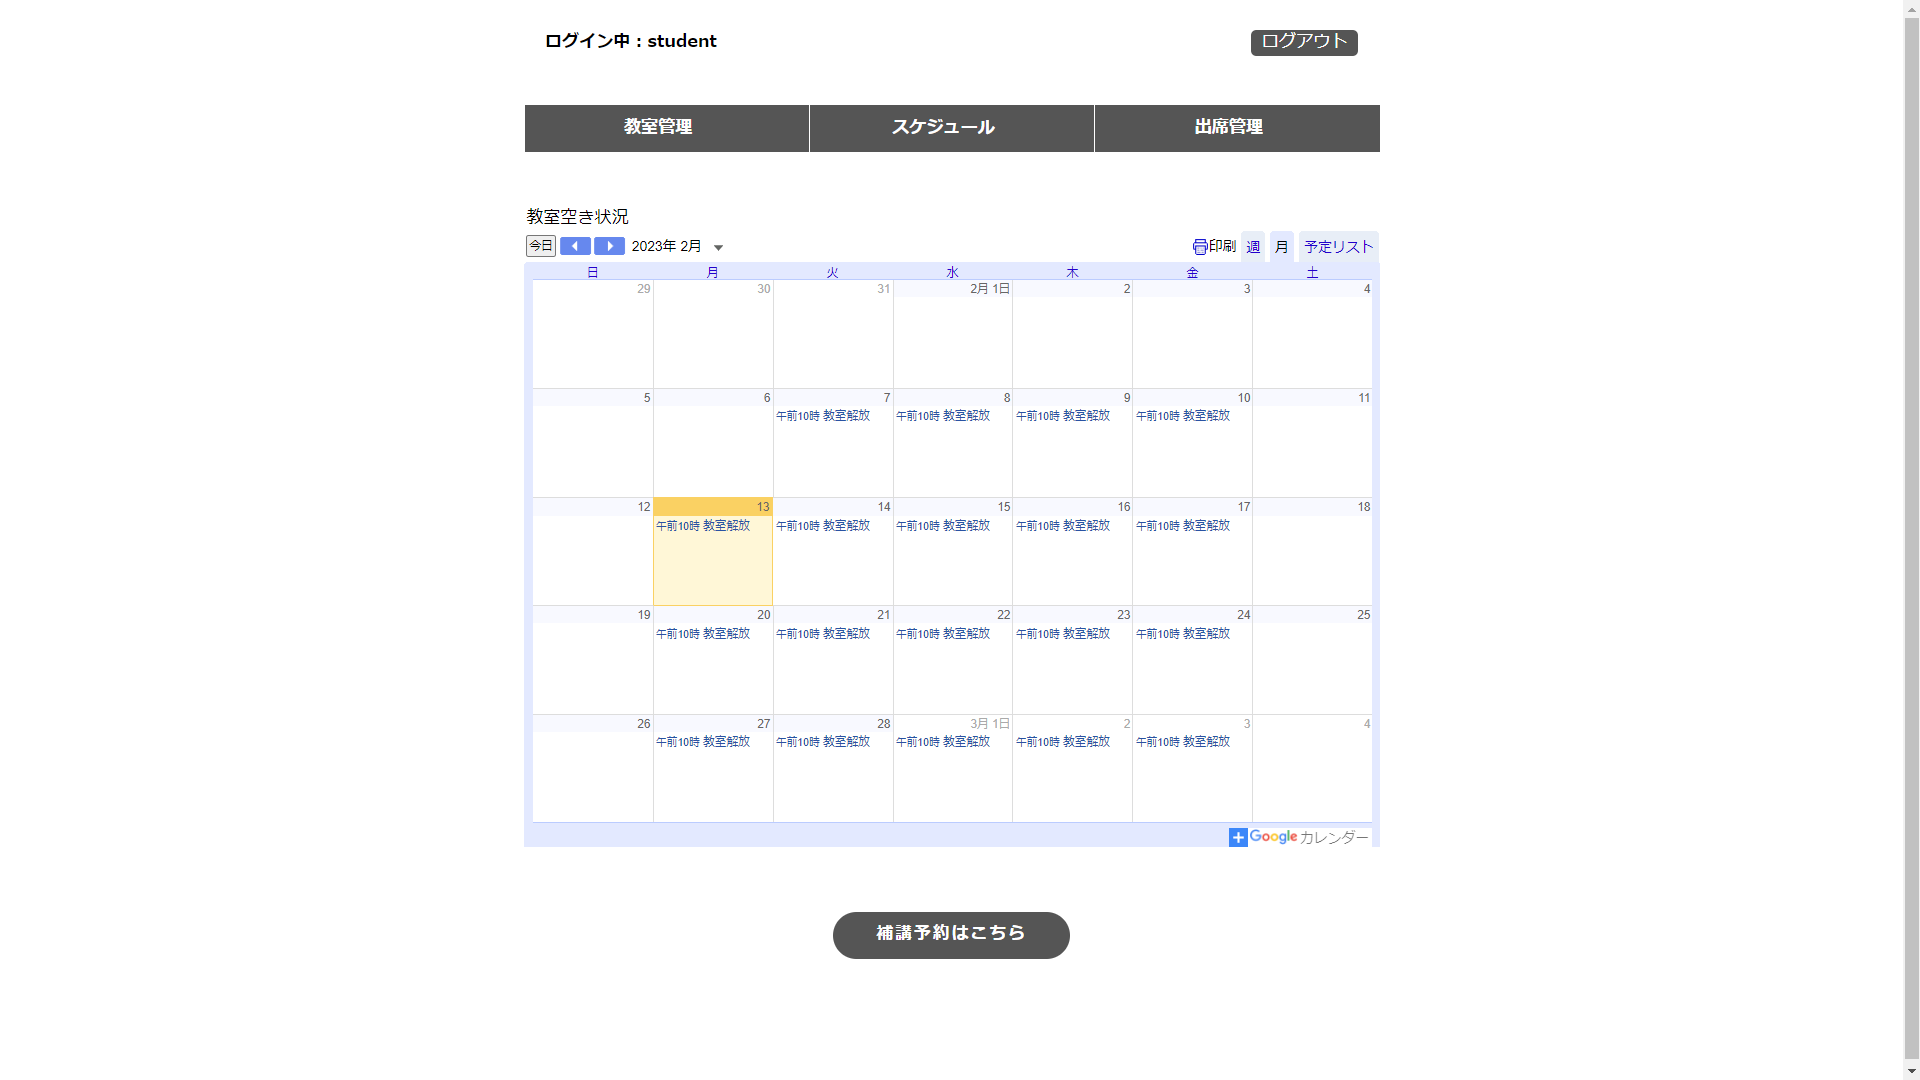 ログイン中：student
ログアウト
教室管理 スケジュール 出席管理
教室空き状況
今日 2023年 2月 印刷 週 月 予定リスト
日 月 火 水 木 金 土
29 30 31 2月 1日 2 3 4
5 6 7 8 9 10 11
午前10時 教室解放 午前10時 教室解放 午前10時 教室解放 午前10時 教室解放
12 13 14 15 16 17 18
午前10時 教室解放 午前10時 教室解放 午前10時 教室解放 午前10時 教室解放 午前10時 教室解放
19 20 21 22 23 24 25
午前10時 教室解放 午前10時 教室解放 午前10時 教室解放 午前10時 教室解放 午前10時 教室解放
26 27 28 3月 1日 2 3 4
午前10時 教室解放 午前10時 教室解放 午前10時 教室解放 午前10時 教室解放 午前10時 教室解放
Google カレンダー
補講予約はこちら